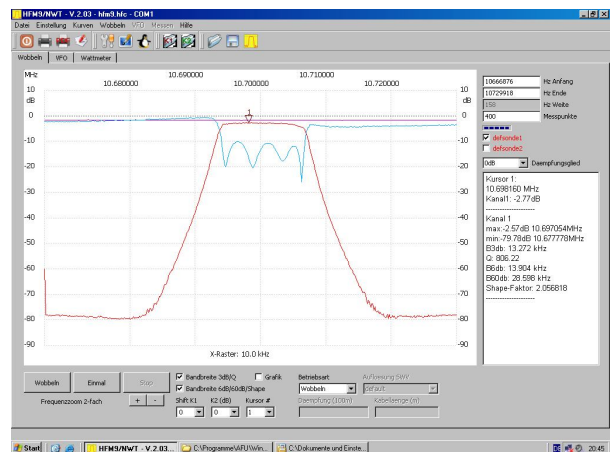 HFM9/NWT - V.2.03 - hfm9.hfc - COM1
Datei Einstellung Kurven Wobbeln VFO Messen Hilfe
Wobbeln VFO Wattmeter
MHz 10.680000 10.690000 10.700000 10.710000 10.720000
10 10
dB dB
0 0
1
-10 -10
-20 -20
-30 -30
-40 -40
-50 -50
-60 -60
-70 -70
-80 -80
-90 -90
X-Raster: 10.0 kHz
10666876 Hz Anfang
10729918 Hz Ende
158 Hz Weite
400 Messpunkte
defsonde1
defsonde2
0dB Daempfungsglied
Kursor 1:
10.698160 MHz
Kanal1: -2.77dB
---------------------
Kanal 1
max:-2.57dB 10.697054MHz
min:-79.78dB 10.677778MHz
B3db: 13.272 kHz
Q: 806.22
B6db: 13.904 kHz
B60db: 28.598 kHz
Shape-Faktor: 2.056818
---------------------
Wobbeln Einmal Stop
Frequenzzoom 2-fach + -
Bandbreite 3dB/Q Grafik
Bandbreite 6dB/60dB/Shape
Shift K1 K2 (dB) Kursor #
0 0 1
Betriebsart Aufloesung SWV
Wobbeln default
Daempfung (100m) Kabellaenge (m)
Start HFM9/NWT - V.2.03... C:\Programme\AFU\Win... C:\Dokumente und Einste... DE 20:45